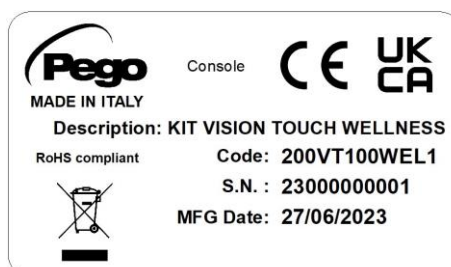 Pego
Console
CE
UK
CA
MADE IN ITALY
Description: KIT VISION TOUCH WELLNESS
RoHS compliant
Code: 200VT100WEL1
S.N. : 23000000001
MFG Date: 27/06/2023